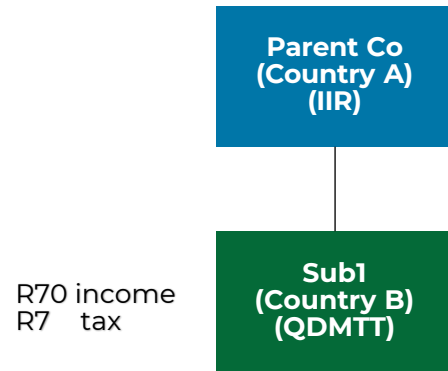 Parent Co
(Country A)
(IIR)
R70 income
R7 tax
Sub1
(Country B)
(QDMTT)